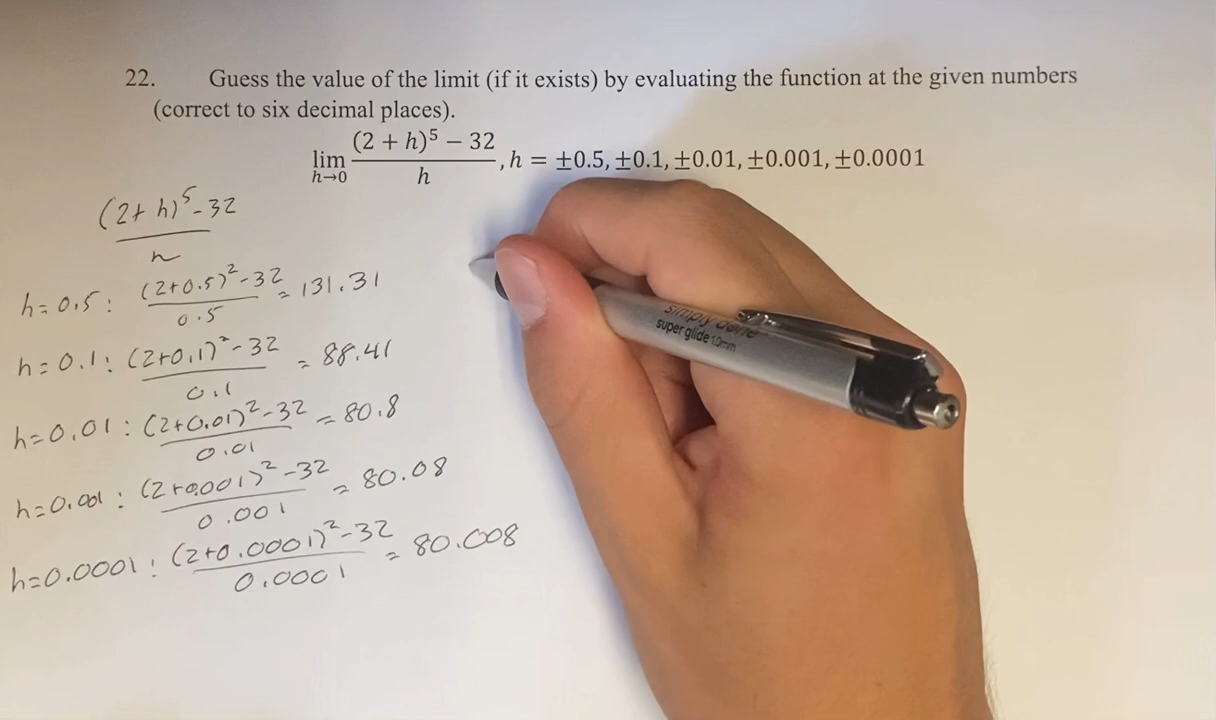 22. Guess the value of the limit (if it exists) by evaluating the function at the given numbers
(correct to six decimal places).
lim h→0 (2 + h)⁵ − 32 / h , h = ±0.5, ±0.1, ±0.01, ±0.001, ±0.0001
(2+h)⁵-32 / h
h=0.5: (2+0.5)²-32 / 0.5 = 131.31
h=0.1: (2+0.1)²-32 / 0.1 = 88.41
h=0.01: (2+0.01)²-32 / 0.01 = 80.8
h=0.001: (2+0.001)²-32 / 0.001 = 80.08
h=0.0001: (2+0.0001)²-32 / 0.0001 = 80.008
simply done
super glide 1.0mm